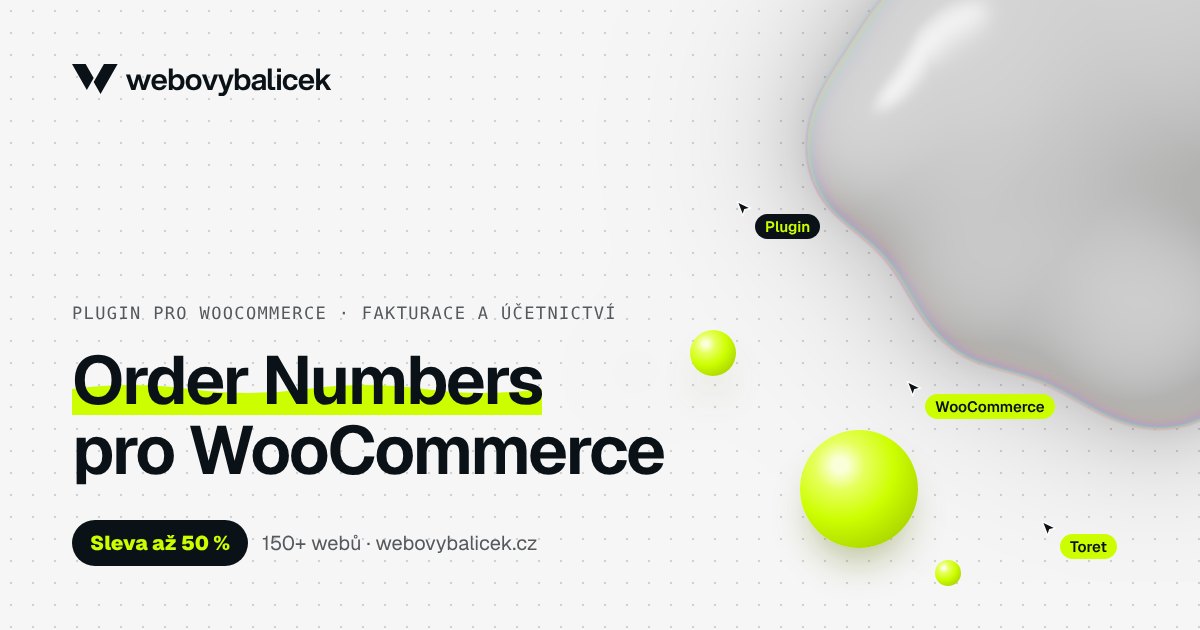 webovybalicek
Plugin
PLUGIN PRO WOOCOMMERCE · FAKTURACE A ÚČETNICTVÍ
Order Numbers
pro WooCommerce
WooCommerce
Sleva až 50 %
150+ webů · webovybalicek.cz
Toret